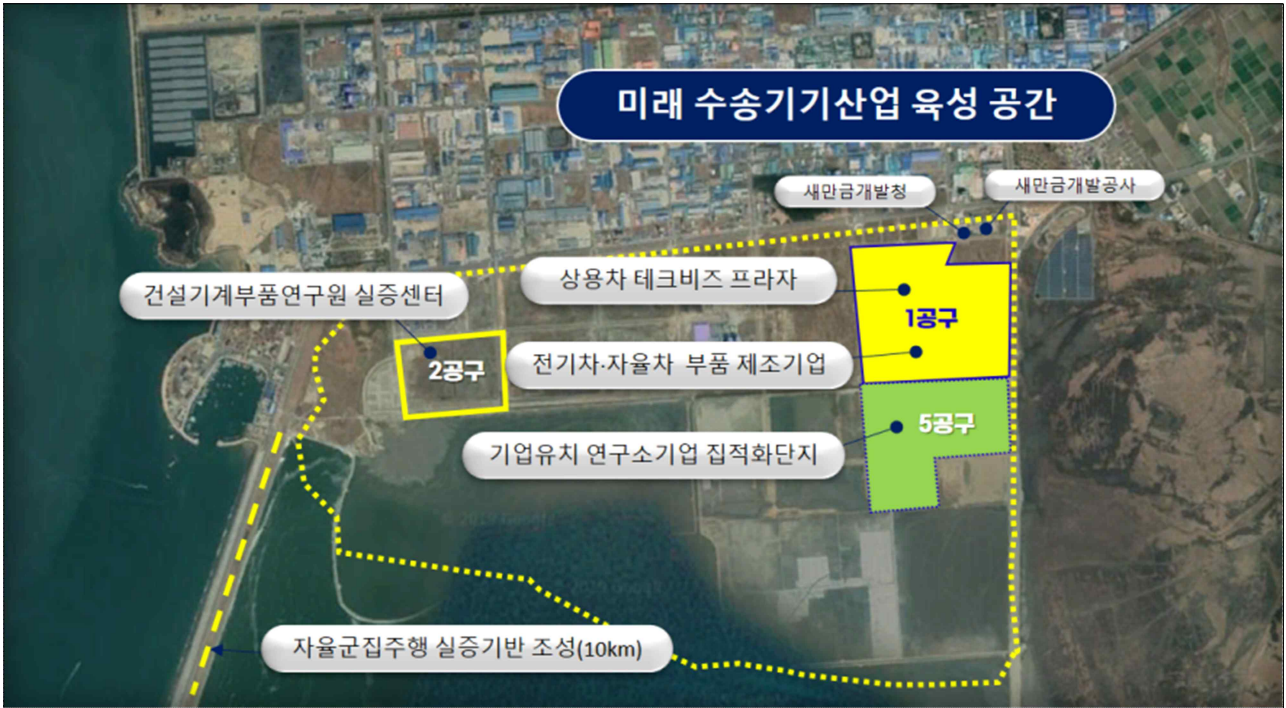 미래 수송기기산업 육성 공간
새만금개발청
새만금개발공사
건설기계부품연구원 실증센터
상용차 테크비즈 프라자
1공구
2공구
전기차·자율차 부품 제조기업
5공구
기업유치 연구소기업 집적화단지
자율군집주행 실증기반 조성(10km)